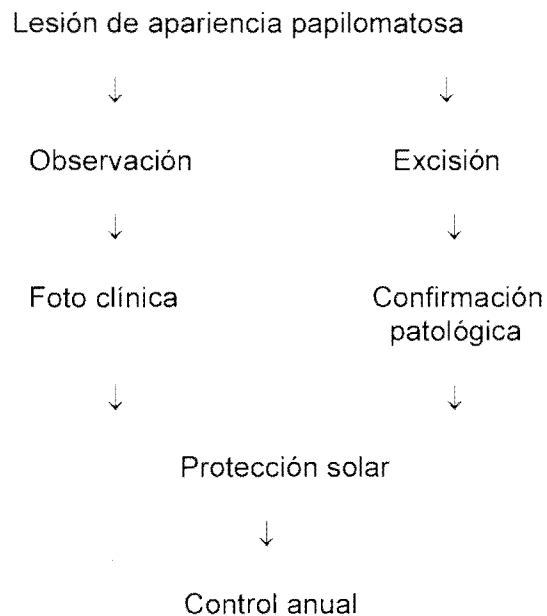 Lesión de apariencia papilomatosa
↓ ↓
Observación Excisión
↓ ↓
Foto clínica Confirmación
patológica
↓ ↓
Protección solar
↓
Control anual